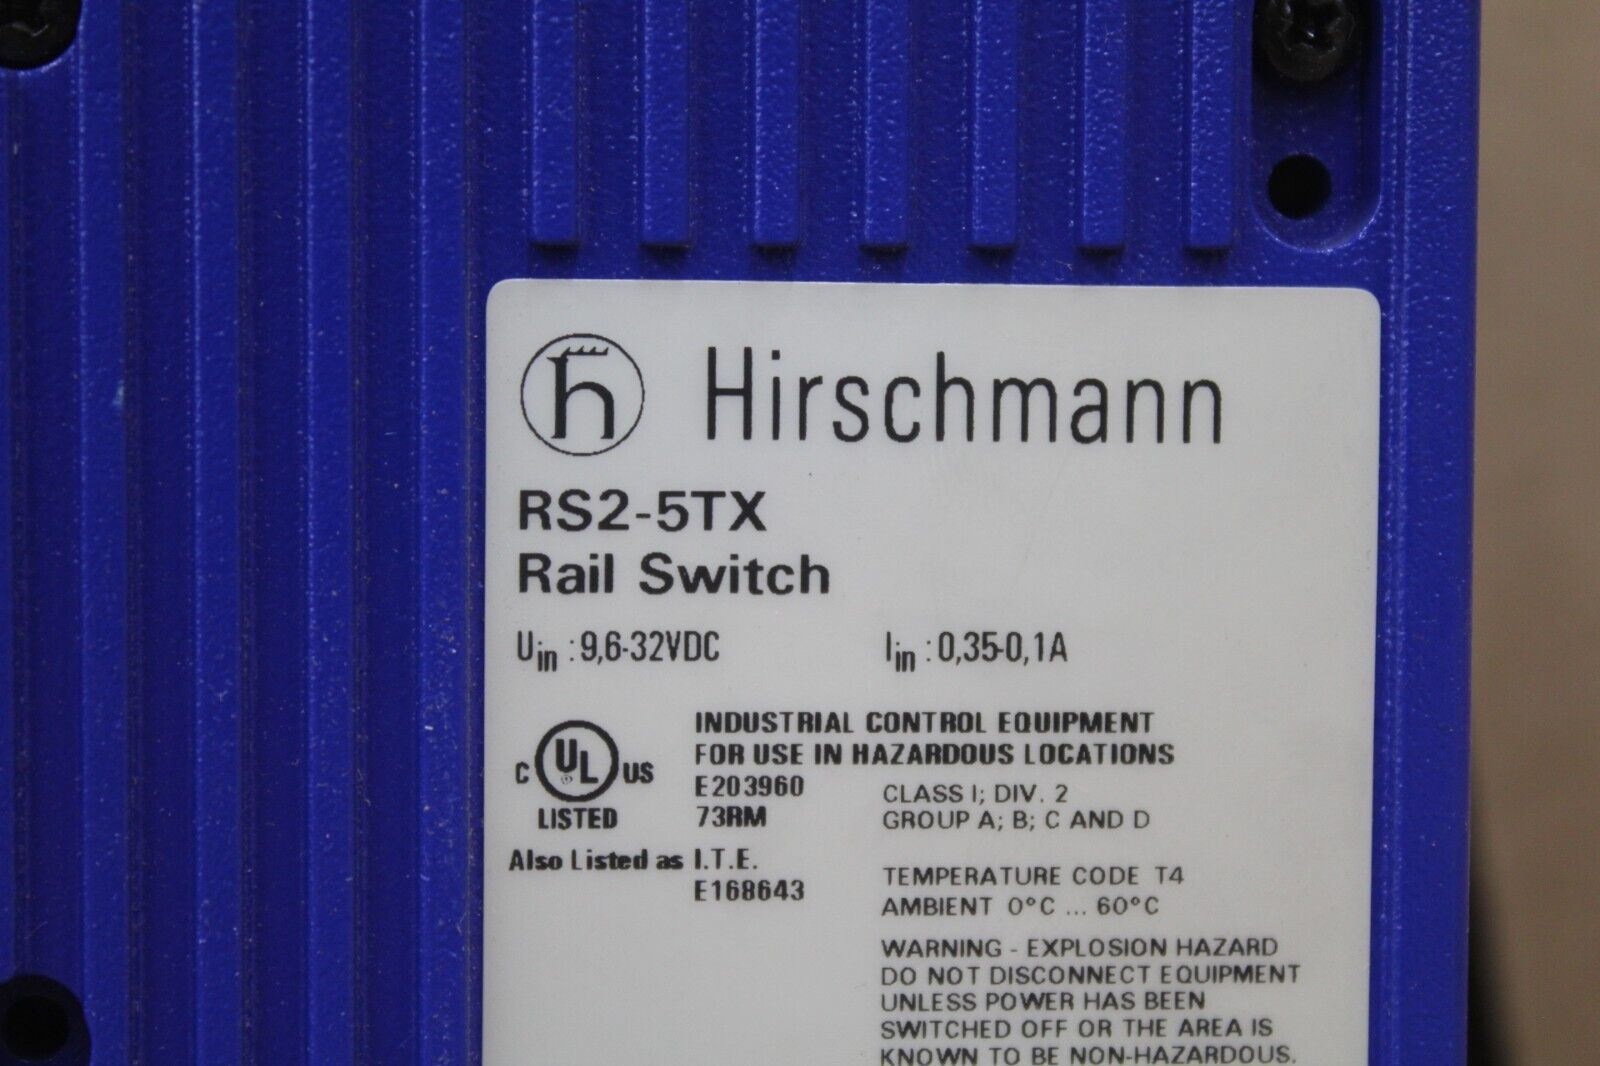 Hirschmann
RS2-5TX
Rail Switch
Uin : 9,6-32VDC Iin : 0,35-0,1A
INDUSTRIAL CONTROL EQUIPMENT
FOR USE IN HAZARDOUS LOCATIONS
C UL ® US
LISTED
E203960
73RM
CLASS I; DIV. 2
GROUP A; B; C AND D
Also Listed as I.T.E.
E168643
TEMPERATURE CODE T4
AMBIENT 0°C ... 60°C
WARNING - EXPLOSION HAZARD
DO NOT DISCONNECT EQUIPMENT
UNLESS POWER HAS BEEN
SWITCHED OFF OR THE AREA IS
KNOWN TO BE NON-HAZARDOUS.